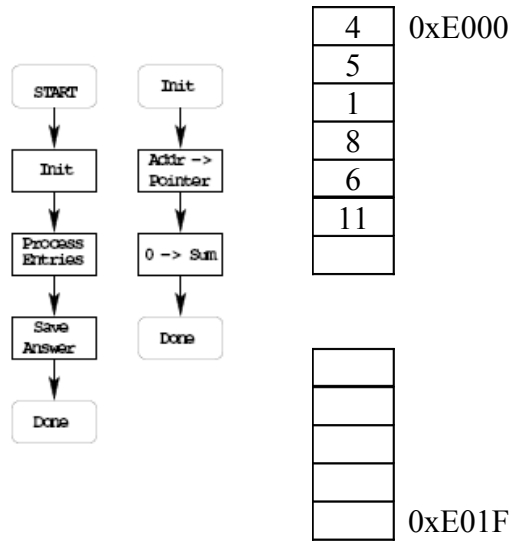 START
Init
Process
Entries
Save
Answer
Done
Init
Addr ->
Pointer
0 -> Sum
Done
4 0xE000
5
1
8
6
11
0xE01F